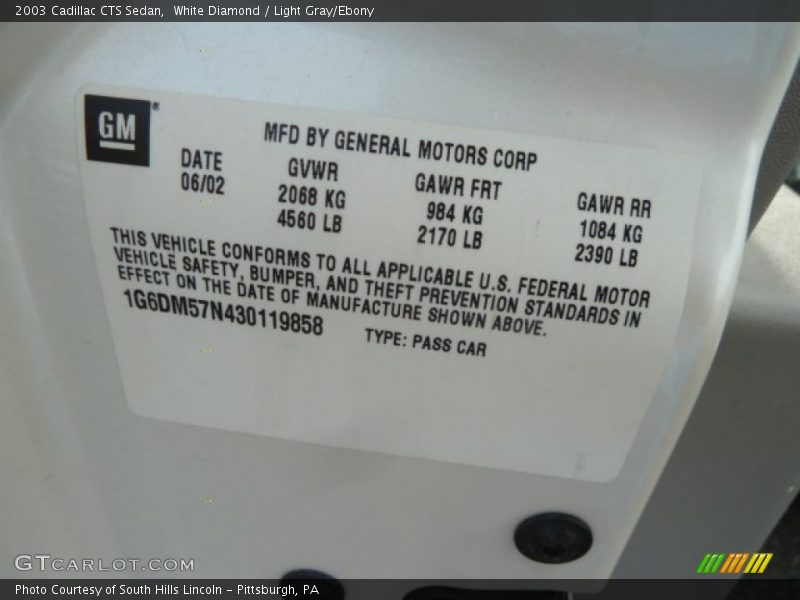 2003 Cadillac CTS Sedan,  White Diamond / Light Gray/Ebony
GM®
MFD BY GENERAL MOTORS CORP
DATE GVWR GAWR FRT GAWR RR
06/02 2068 KG 984 KG 1084 KG
4560 LB 2170 LB 2390 LB
THIS VEHICLE CONFORMS TO ALL APPLICABLE U.S. FEDERAL MOTOR
VEHICLE SAFETY, BUMPER, AND THEFT PREVENTION STANDARDS IN
EFFECT ON THE DATE OF MANUFACTURE SHOWN ABOVE.
1G6DM57N430119858 TYPE: PASS CAR
GTCARLOT.COM
Photo Courtesy of South Hills Lincoln - Pittsburgh, PA